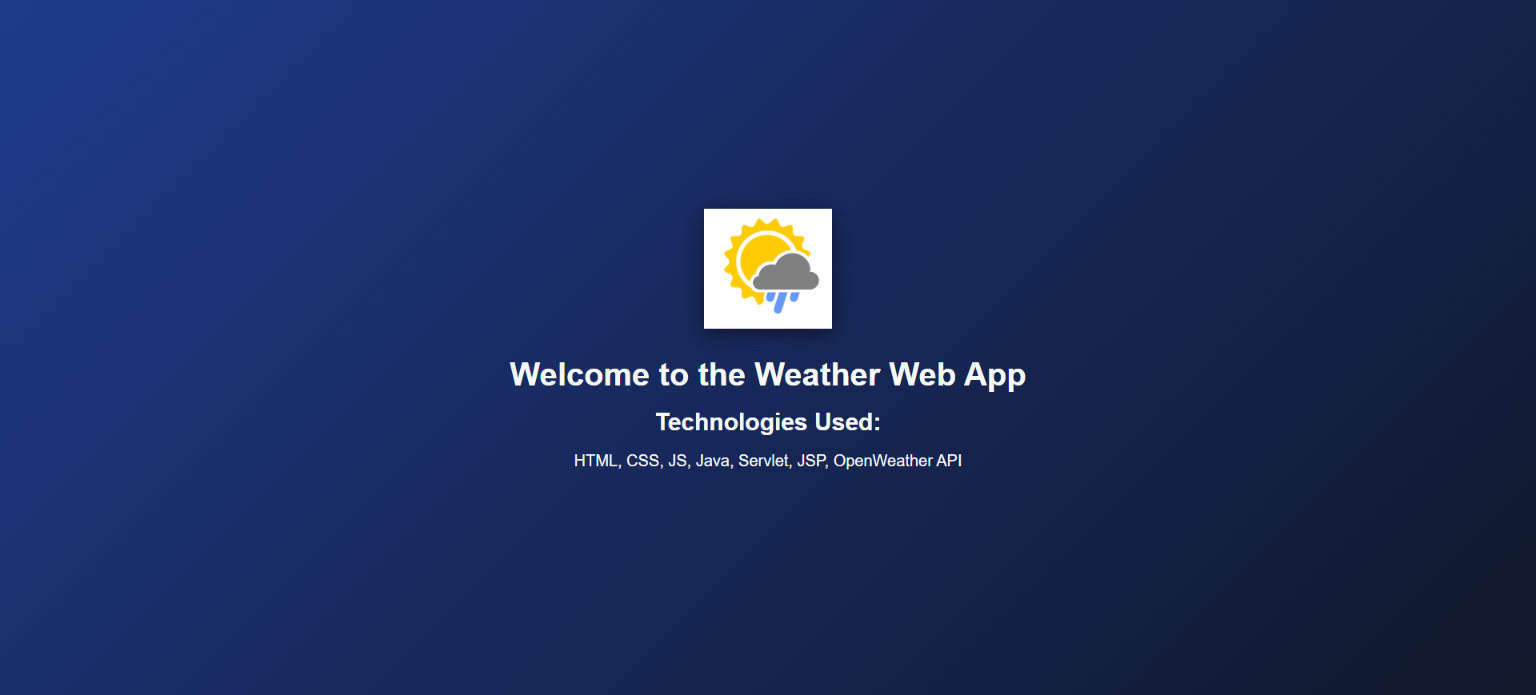 Welcome to the Weather Web App
Technologies Used:
HTML, CSS, JS, Java, Servlet, JSP, OpenWeather API